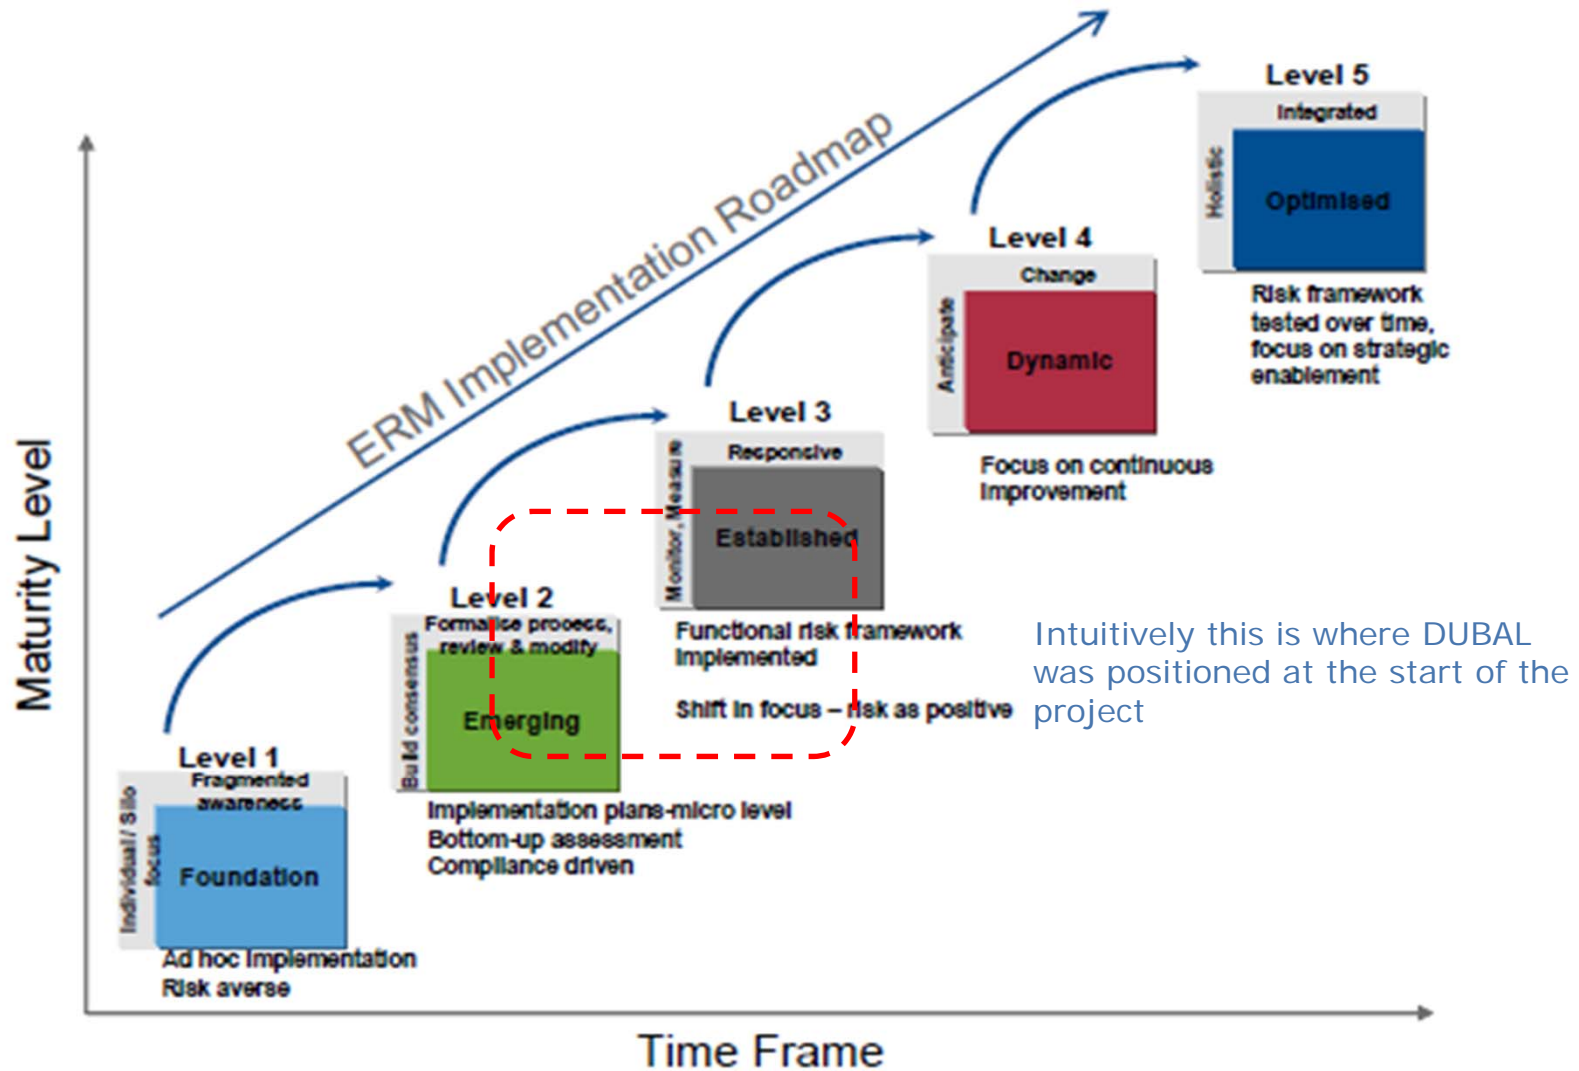 ERM Implementation Roadmap
Maturity Level
Time Frame
Level 5
Integrated
Holistic
Optimised
Risk framework
tested over time,
focus on strategic
enablement
Level 4
Change
Anticipate
Dynamic
Focus on continuous
Improvement
Level 3
Responsive
Monitor, Measure
Established
Functional risk framework
Implemented
Shift in focus – risk as positive
Intuitively this is where DUBAL
was positioned at the start of the
project
Level 2
Formalise process,
review & modify
Build consensus
Emerging
Implementation plans-micro level
Bottom-up assessment
Compliance driven
Level 1
Fragmented
awareness
Individual / Silo
focus
Foundation
Ad hoc Implementation
Risk averse